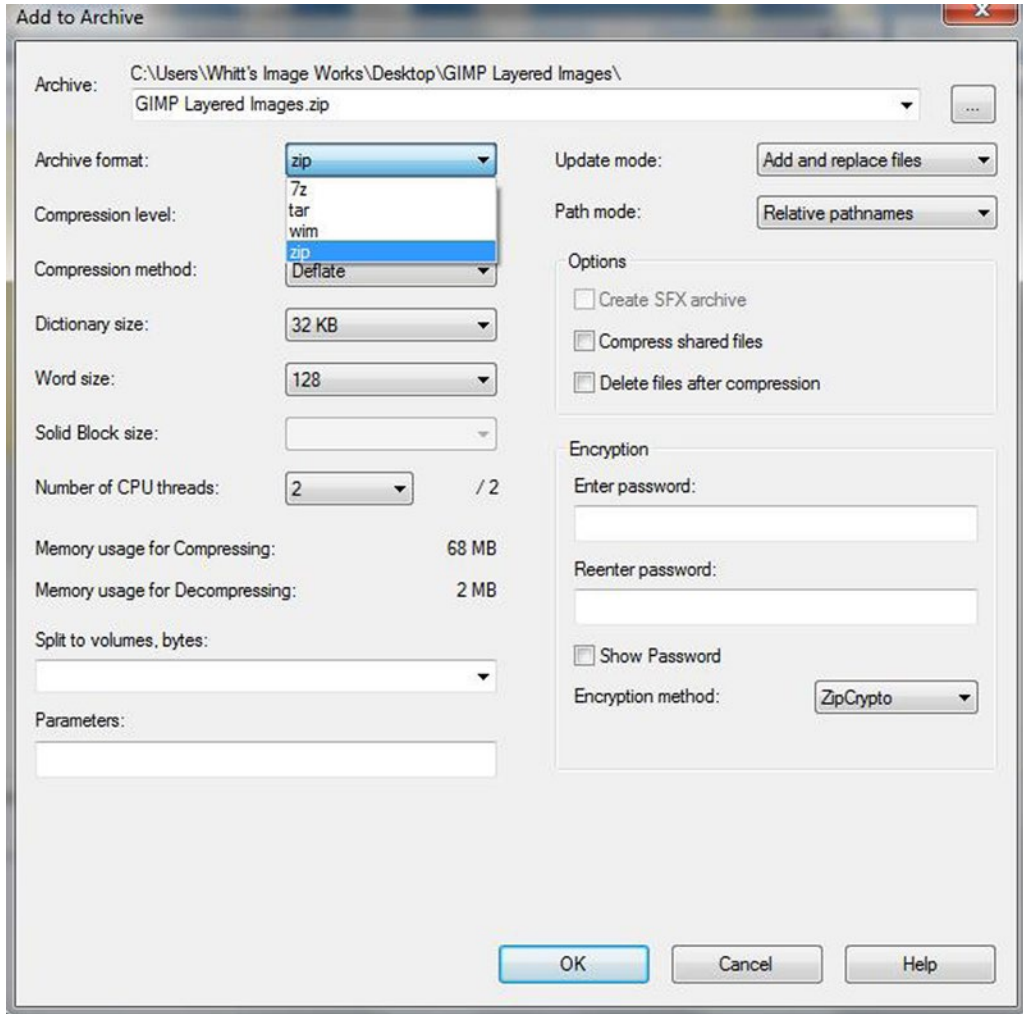 Add to Archive
x
Archive:
C:\Users\Whitt's Image Works\Desktop\GIMP Layered Images\
GIMP Layered Images.zip
...
Archive format:
zip
7z
tar
wim
zip
Compression level:
Compression method:
Deflate
Dictionary size:
32 KB
Word size:
128
Solid Block size:
Number of CPU threads:
2
/ 2
Memory usage for Compressing:
68 MB
Memory usage for Decompressing:
2 MB
Split to volumes, bytes:
Parameters:
Update mode:
Add and replace files
Path mode:
Relative pathnames
Options
Create SFX archive
Compress shared files
Delete files after compression
Encryption
Enter password:
Reenter password:
Show Password
Encryption method:
ZipCrypto
OK
Cancel
Help